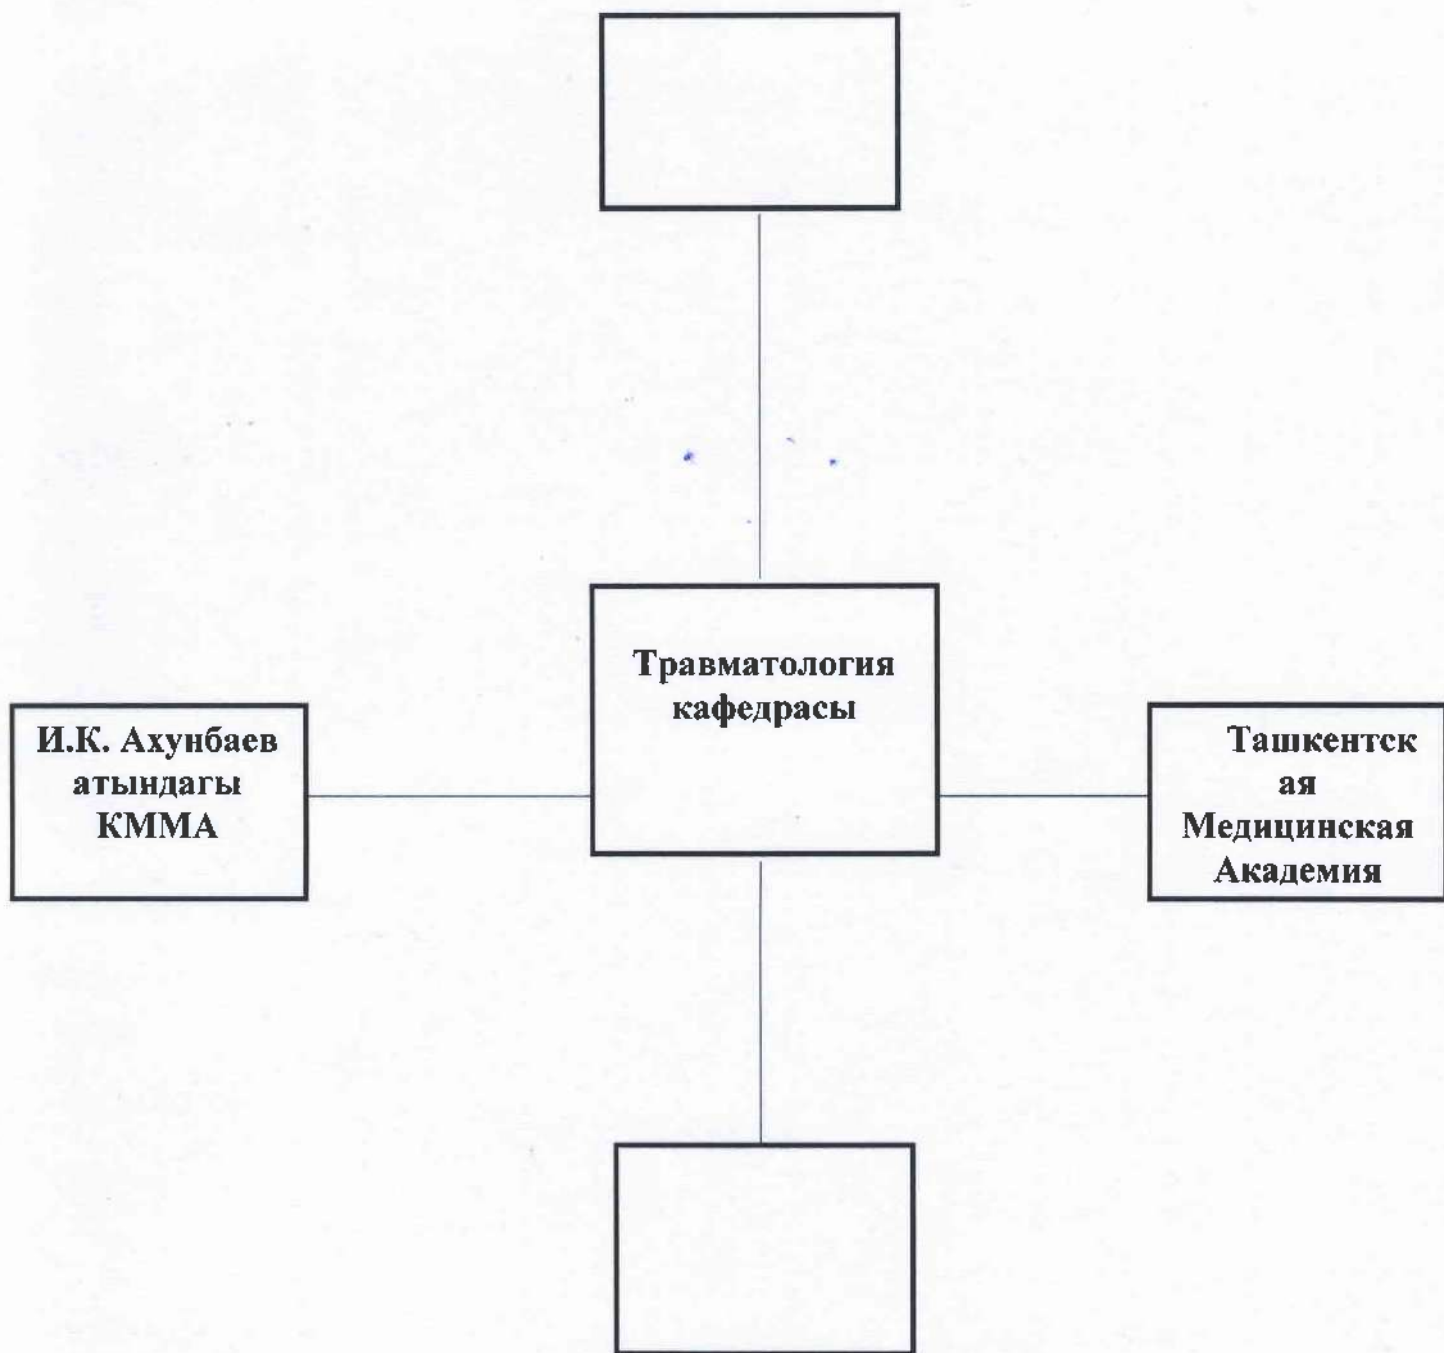 Травматология
кафедрасы
И.К. Ахунбаев
атындагы
КММА
Ташкентск
ая
Медицинская
Академия